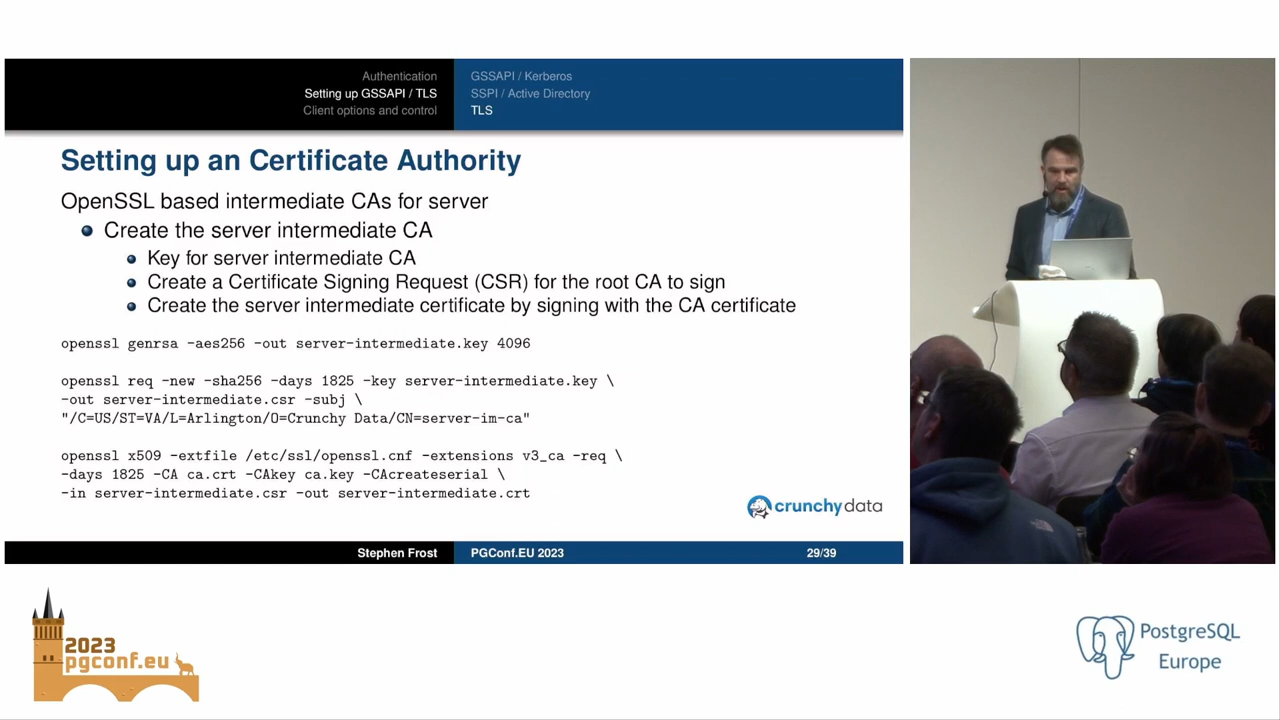 Authentication
Setting up GSSAPI / TLS
Client options and control
GSSAPI / Kerberos
SSPI / Active Directory
TLS
Setting up an Certificate Authority
OpenSSL based intermediate CAs for server
Create the server intermediate CA
Key for server intermediate CA
Create a Certificate Signing Request (CSR) for the root CA to sign
Create the server intermediate certificate by signing with the CA certificate
openssl genrsa -aes256 -out server-intermediate.key 4096
openssl req -new -sha256 -days 1825 -key server-intermediate.key \
-out server-intermediate.csr -subj \
"/C=US/ST=VA/L=Arlington/O=Crunchy Data/CN=server-im-ca"
openssl x509 -extfile /etc/ssl/openssl.cnf -extensions v3_ca -req \
-days 1825 -CA ca.crt -CAkey ca.key -CAcreateserial \
-in server-intermediate.csr -out server-intermediate.crt
crunchydata
Stephen Frost
PGConf.EU 2023
29/39
2023
pgconf.eu
PostgreSQL
Europe